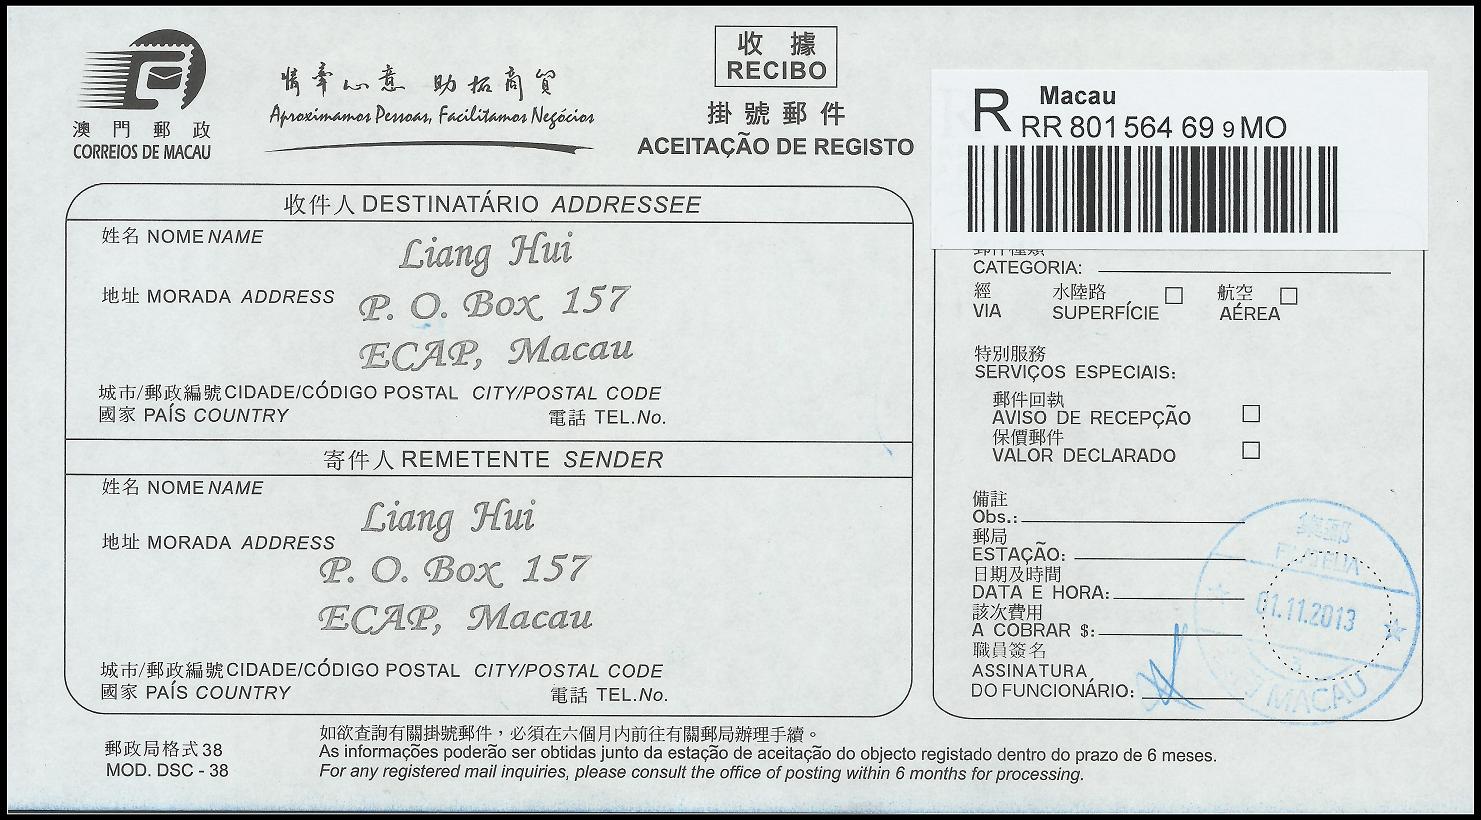 澳門郵政
CORREIOS DE MACAU
情牽心意 助拓商貿
Aproximamos Pessoas, Facilitamos Negócios
收據
RECIBO
掛號郵件
ACEITAÇÃO DE REGISTO
R Macau
RR 801 564 69 9 MO
收件人 DESTINATÁRIO ADDRESSEE
姓名 NOME NAME
Liang Hui
地址 MORADA ADDRESS
P. O. Box 157
ECAP, Macau
城市/郵政編號 CIDADE/CÓDIGO POSTAL CITY/POSTAL CODE
國家 PAÍS COUNTRY
電話 TEL.No.
寄件人 REMETENTE SENDER
姓名 NOME NAME
Liang Hui
地址 MORADA ADDRESS
P. O. Box 157
ECAP, Macau
城市/郵政編號 CIDADE/CÓDIGO POSTAL CITY/POSTAL CODE
國家 PAÍS COUNTRY
電話 TEL.No.
郵件種類
CATEGORIA:
經 水陸路 航空
VIA SUPERFÍCIE AÉREA
特別服務
SERVIÇOS ESPECIAIS:
郵件回執
AVISO DE RECEPÇÃO
保價郵件
VALOR DECLARADO
備註
Obs.:
郵局
ESTAÇÃO:
日期及時間
DATA E HORA:
該次費用
A COBRAR $:
職員簽名
ASSINATURA
DO FUNCIONÁRIO:
集郵
FILATELIA
01.11.2013
MACAU
郵政局格式 38
MOD. DSC - 38
如欲查詢有關掛號郵件，必須在六個月內前往有關郵局辦理手續。
As informações poderão ser obtidas junto da estação de aceitação do objecto registado dentro do prazo de 6 meses.
For any registered mail inquiries, please consult the office of posting within 6 months for processing.